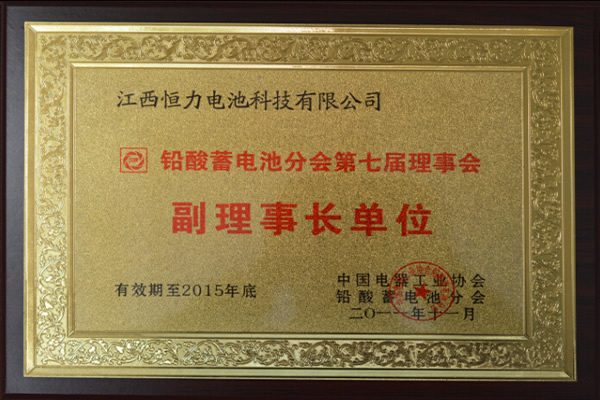 江西恒力电池科技有限公司
铅酸蓄电池分会第七届理事会
副理事长单位
有效期至2015年底
中国电器工业协会
铅酸蓄电池分会
二〇一一年十一月